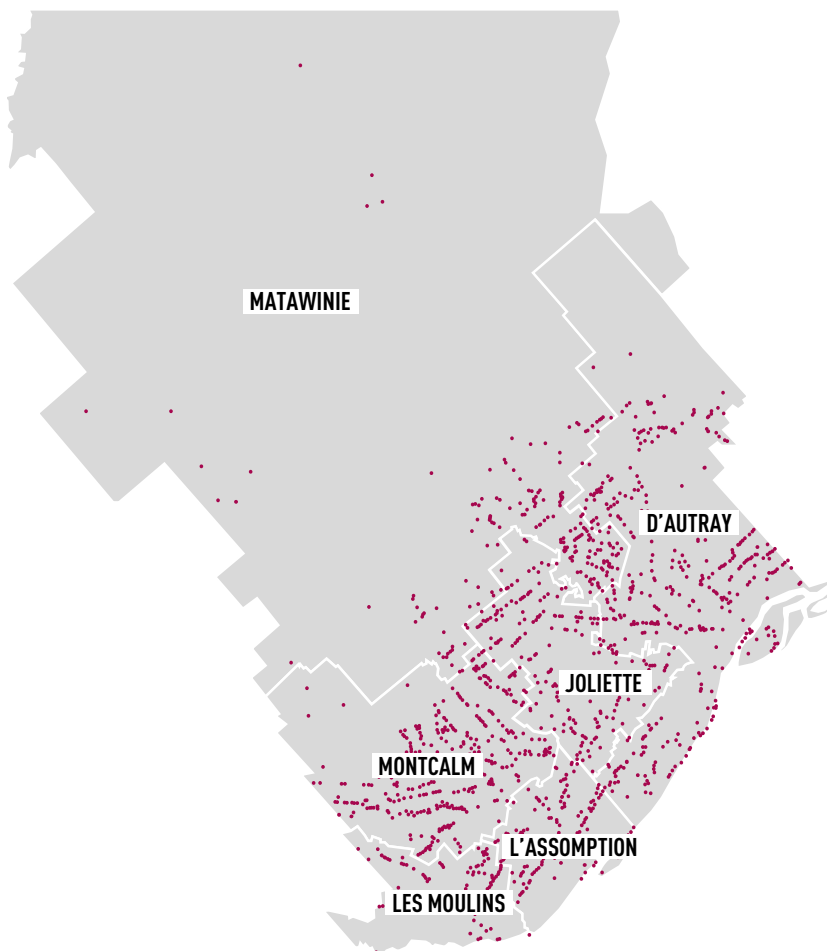 MATAWINIE
D'AUTRAY
JOLIETTE
MONTCALM
L'ASSOMPTION
LES MOULINS